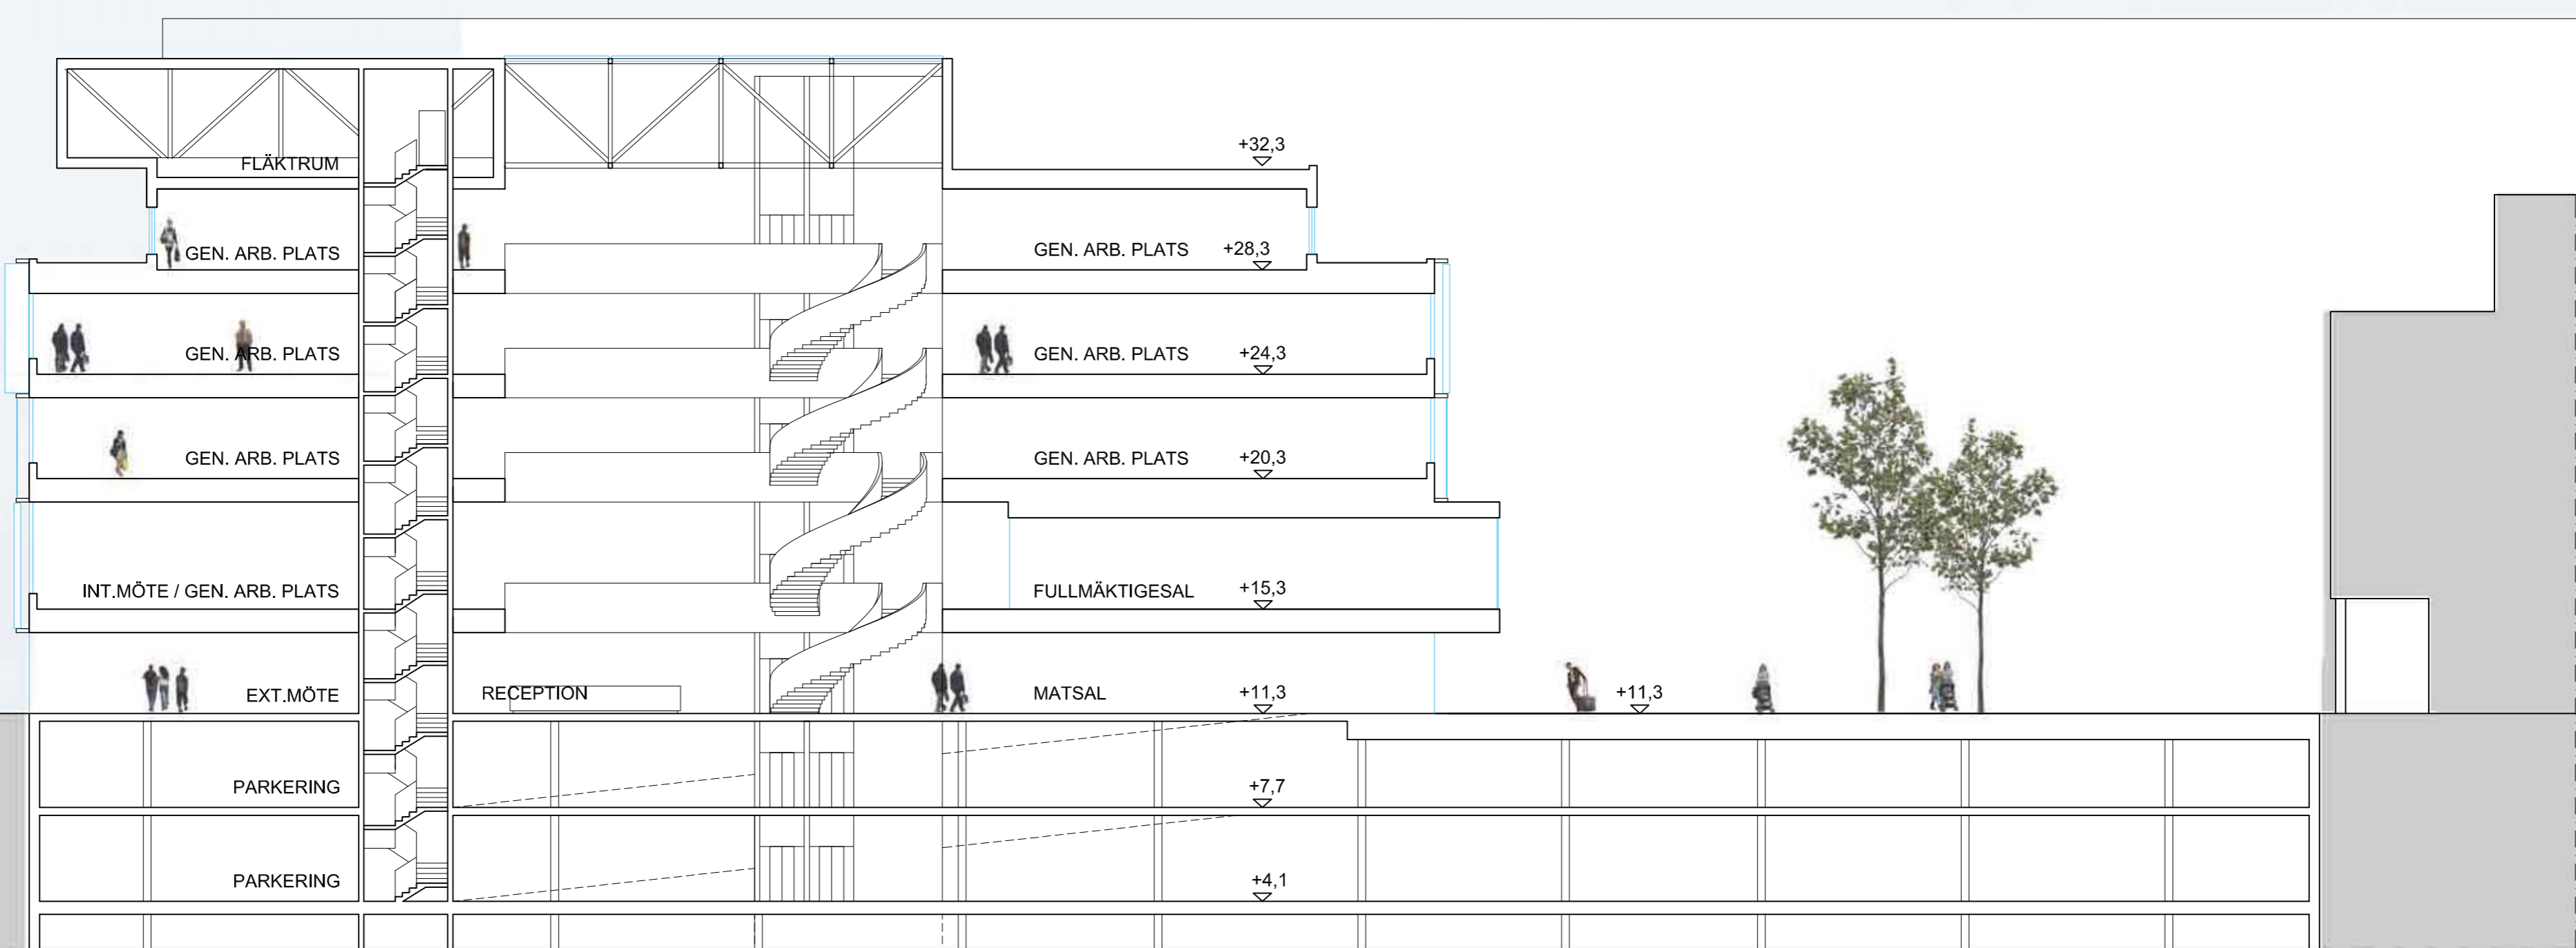 +32,3
FLÄKTRUM
GEN. ARB. PLATS
GEN. ARB. PLATS
+28,3
GEN. ARB. PLATS
GEN. ARB. PLATS
+24,3
GEN. ARB. PLATS
GEN. ARB. PLATS
+20,3
INT.MÖTE / GEN. ARB. PLATS
FULLMÄKTIGESAL
+15,3
EXT.MÖTE
RECEPTION
MATSAL
+11,3
+11,3
PARKERING
+7,7
PARKERING
+4,1